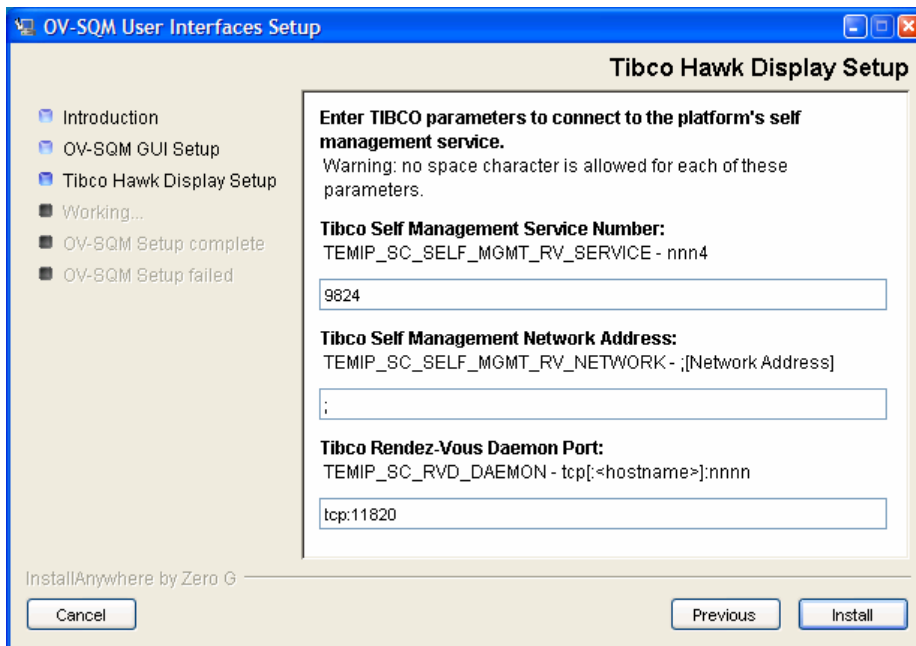 OV-SQM User Interfaces Setup
Tibco Hawk Display Setup
Introduction
OV-SQM GUI Setup
Tibco Hawk Display Setup
Working...
OV-SQM Setup complete
OV-SQM Setup failed
Enter TIBCO parameters to connect to the platform's self
management service.
Warning: no space character is allowed for each of these
parameters.
Tibco Self Management Service Number:
TEMIP_SC_SELF_MGMT_RV_SERVICE - nnn4
9824
Tibco Self Management Network Address:
TEMIP_SC_SELF_MGMT_RV_NETWORK - ;[Network Address]
;
Tibco Rendez-Vous Daemon Port:
TEMIP_SC_RVD_DAEMON - tcp[:<hostname>]:nnnn
tcp:11820
InstallAnywhere by Zero G
Cancel
Previous
Install